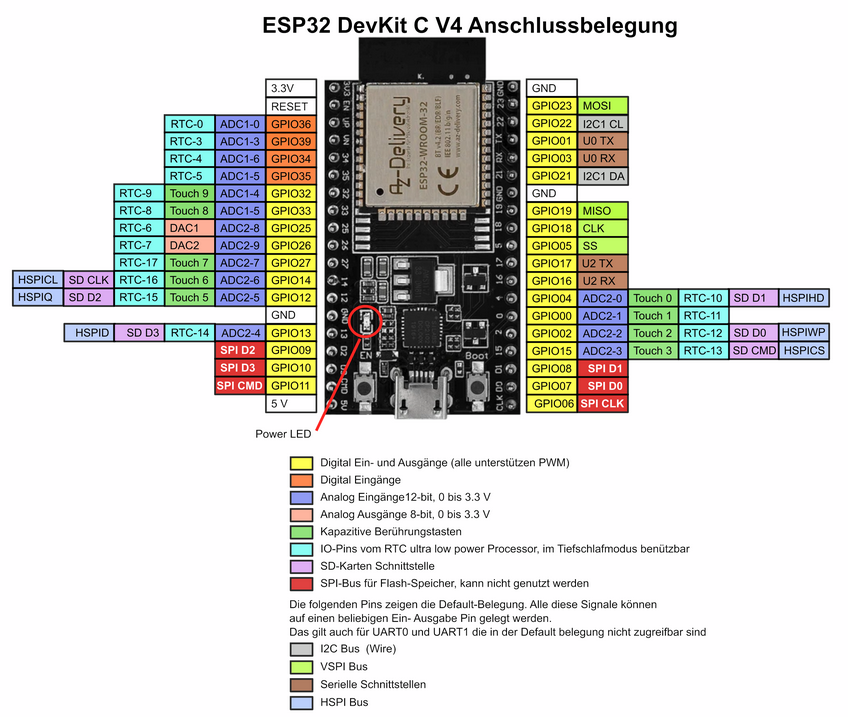 ESP32 DevKit C V4 Anschlussbelegung
3.3V
RESET
RTC-0 ADC1-0 GPIO36
RTC-3 ADC1-3 GPIO39
RTC-4 ADC1-6 GPIO34
RTC-5 ADC1-5 GPIO35
RTC-9 Touch 9 ADC1-4 GPIO32
RTC-8 Touch 8 ADC1-5 GPIO33
RTC-6 DAC1 ADC2-8 GPIO25
RTC-7 DAC2 ADC2-9 GPIO26
RTC-17 Touch 7 ADC2-7 GPIO27
HSPICL SD CLK RTC-16 Touch 6 ADC2-6 GPIO14
HSPIQ SD D2 RTC-15 Touch 5 ADC2-5 GPIO12
GND
HSPID SD D3 RTC-14 ADC2-4 GPIO13
SPI D2 GPIO09
SPI D3 GPIO10
SPI CMD GPIO11
5 V
3V3
EN
VP
VN
34
35
32
33
25
26
27
14
12
GND
13
D2
D3
CMD
5V
Az-Delivery
ESP32-WROOM-32
BT v4.2 (BR/EDR/BLF)
IEE 802.11 b/g/n
www.az-delivery.com
CE
EN
Boot
GND
23
22
TX
RX
21
GND
19
18
5
17
16
4
0
2
15
D1
D0
CLK
GND
GPIO23 MOSI
GPIO22 I2C1 CL
GPIO01 U0 TX
GPIO03 U0 RX
GPIO21 I2C1 DA
GND
GPIO19 MISO
GPIO18 CLK
GPIO05 SS
GPIO17 U2 TX
GPIO16 U2 RX
GPIO04 ADC2-0 Touch 0 RTC-10 SD D1 HSPIHD
GPIO00 ADC2-1 Touch 1 RTC-11
GPIO02 ADC2-2 Touch 2 RTC-12 SD D0 HSPIWP
GPIO15 ADC2-3 Touch 3 RTC-13 SD CMD HSPICS
GPIO08 SPI D1
GPIO07 SPI D0
GPIO06 SPI CLK
Power LED
Digital Ein- und Ausgänge (alle unterstützen PWM)
Digital Eingänge
Analog Eingänge12-bit, 0 bis 3.3 V
Analog Ausgänge 8-bit, 0 bis 3.3 V
Kapazitive Berührungstasten
IO-Pins vom RTC ultra low power Processor, im Tiefschlafmodus benützbar
SD-Karten Schnittstelle
SPI-Bus für Flash-Speicher, kann nicht genutzt werden
Die folgenden Pins zeigen die Default-Belegung. Alle diese Signale können
auf einen beliebigen Ein- Ausgabe Pin gelegt werden.
Das gilt auch für UART0 und UART1 die in der Default belegung nicht zugreifbar sind
I2C Bus (Wire)
VSPI Bus
Serielle Schnittstellen
HSPI Bus